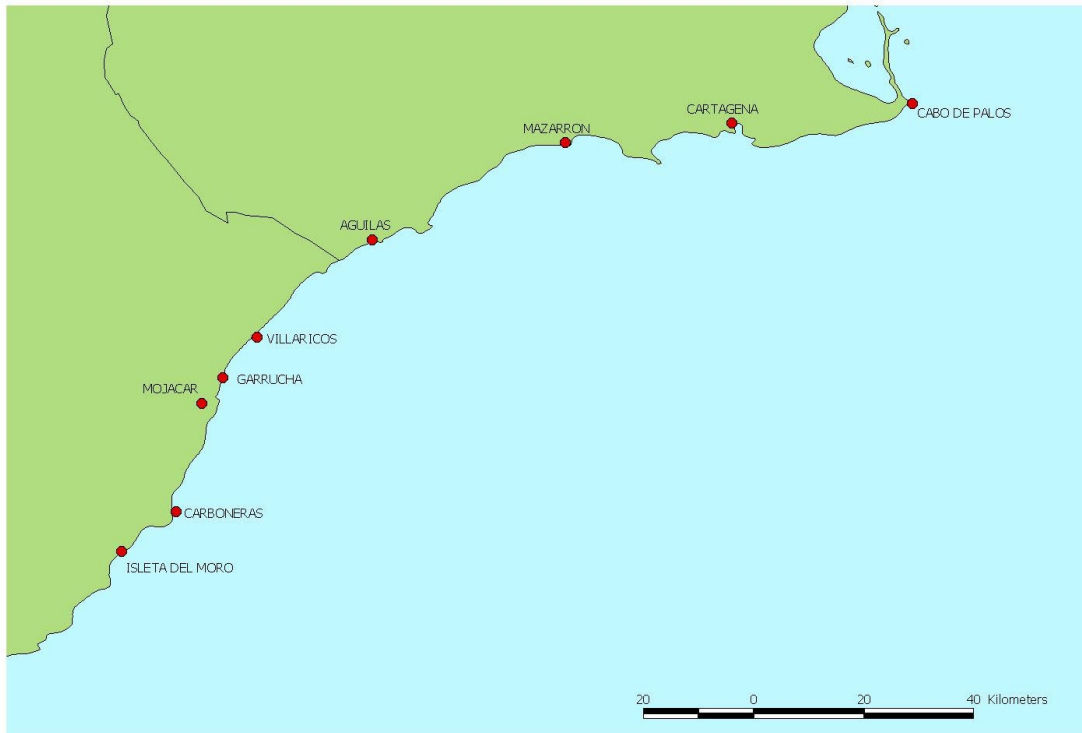 CARTAGENA
CABO DE PALOS
MAZARRON
AGUILAS
VILLARICOS
GARRUCHA
MOJACAR
CARBONERAS
ISLETA DEL MORO
20 0 20 40 Kilometers